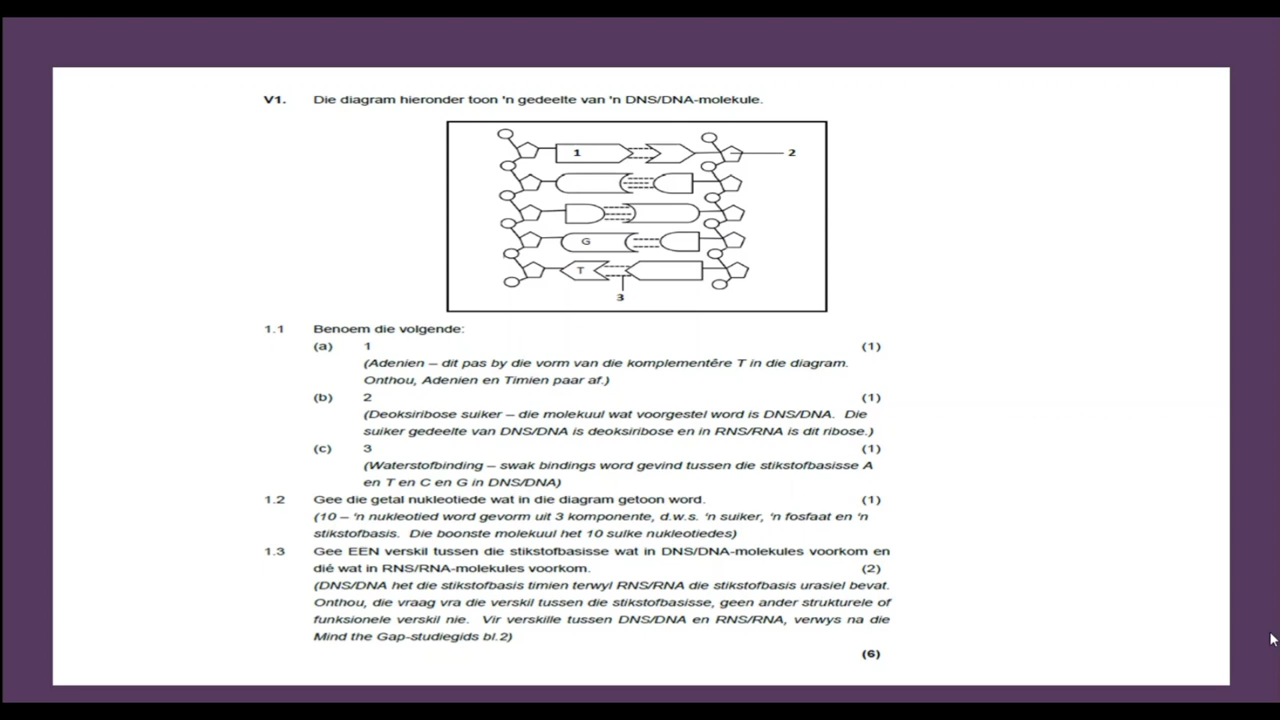 V1. Die diagram hieronder toon 'n gedeelte van 'n DNS/DNA-molekule.
1
2
G
T
3
1.1 Benoem die volgende:
(a) 1 (1)
(Adenien – dit pas by die vorm van die komplementêre T in die diagram.
Onthou, Adenien en Timien paar af.)
(b) 2 (1)
(Deoksiribose suiker – die molekuul wat voorgestel word is DNS/DNA. Die
suiker gedeelte van DNS/DNA is deoksiribose en in RNS/RNA is dit ribose.)
(c) 3 (1)
(Waterstofbinding – swak bindings word gevind tussen die stikstofbasisse A
en T en C en G in DNS/DNA)
1.2 Gee die getal nukleotiede wat in die diagram getoon word. (1)
(10 – 'n nukleotied word gevorm uit 3 komponente, d.w.s. 'n suiker, 'n fosfaat en 'n
stikstofbasis. Die boonste molekuul het 10 sulke nukleotiedes)
1.3 Gee EEN verskil tussen die stikstofbasisse wat in DNS/DNA-molekules voorkom en
dié wat in RNS/RNA-molekules voorkom. (2)
(DNS/DNA het die stikstofbasis timien terwyl RNS/RNA die stikstofbasis urasiel bevat.
Onthou, die vraag vra die verskil tussen die stikstofbasisse, geen ander strukturele of
funksionele verskil nie. Vir verskille tussen DNS/DNA en RNS/RNA, verwys na die
Mind the Gap-studiegids bl.2)
(6)